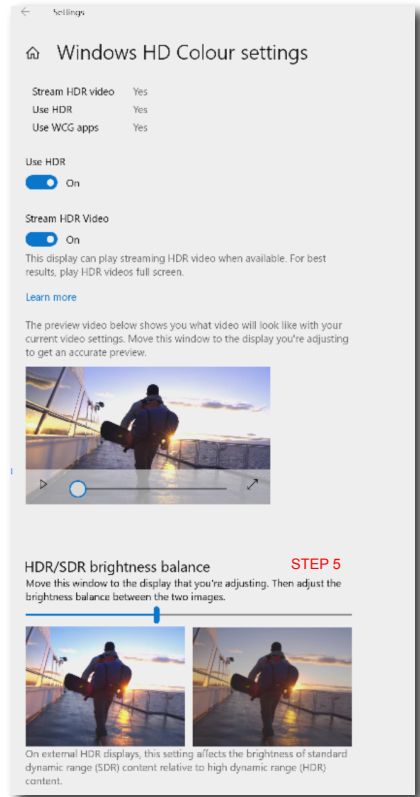 Settings
Windows HD Colour settings
Stream HDR video Yes
Use HDR Yes
Use WCG apps Yes
Use HDR
On
Stream HDR Video
On
This display can play streaming HDR video when available. For best
results, play HDR videos full screen.
Learn more
The preview video below shows you what video will look like with your
current video settings. Move this window to the display you're adjusting
to get an accurate preview.
HDR/SDR brightness balance STEP 5
Move this window to the display that you're adjusting. Then adjust the
brightness balance between the two images.
On external HDR displays, this setting affects the brightness of standard
dynamic range (SDR) content relative to high dynamic range (HDR)
content.